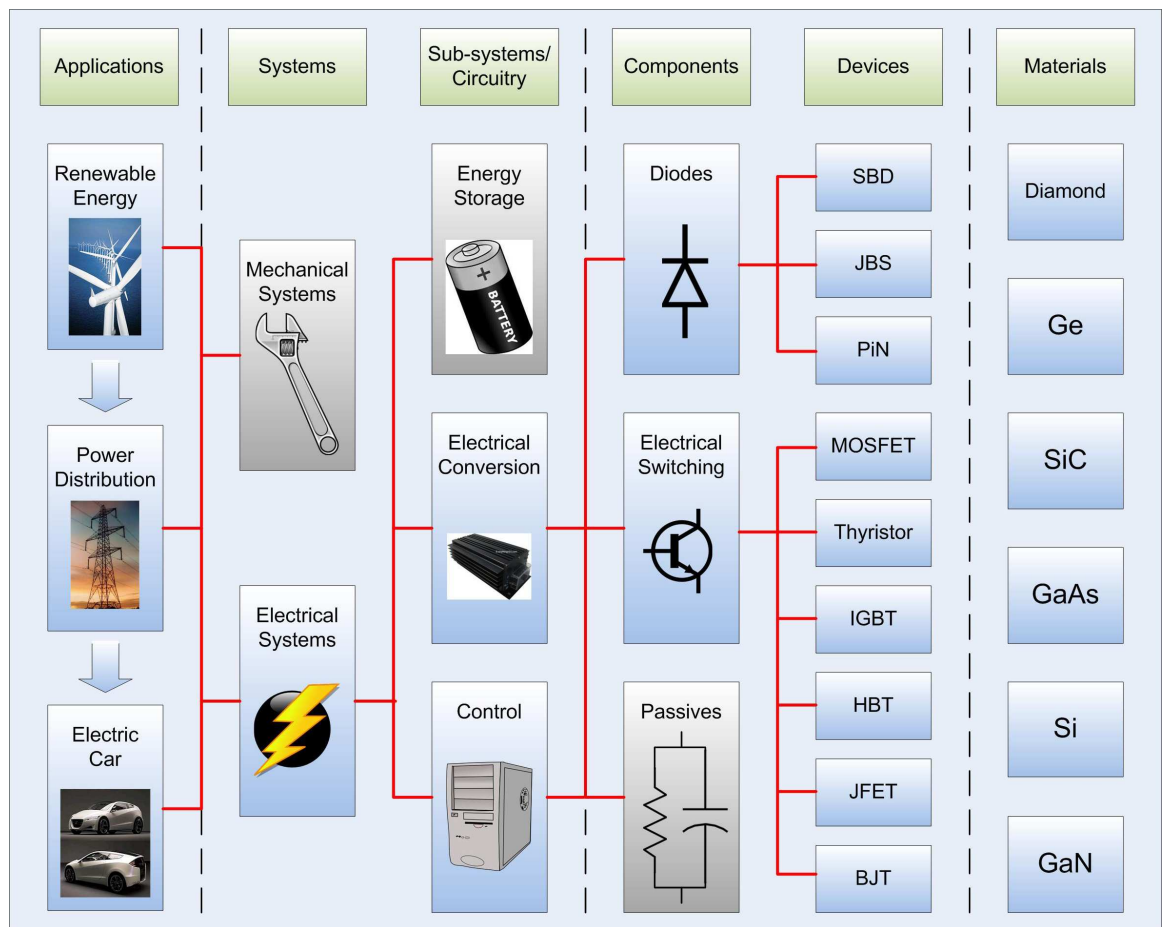 Applications
Systems
Sub-systems/
Circuitry
Components
Devices
Materials
Renewable
Energy
Power
Distribution
Electric
Car
Mechanical
Systems
Electrical
Systems
Energy
Storage
+
BATTERY
Electrical
Conversion
Control
Diodes
Electrical
Switching
Passives
SBD
JBS
PiN
MOSFET
Thyristor
IGBT
HBT
JFET
BJT
Diamond
Ge
SiC
GaAs
Si
GaN